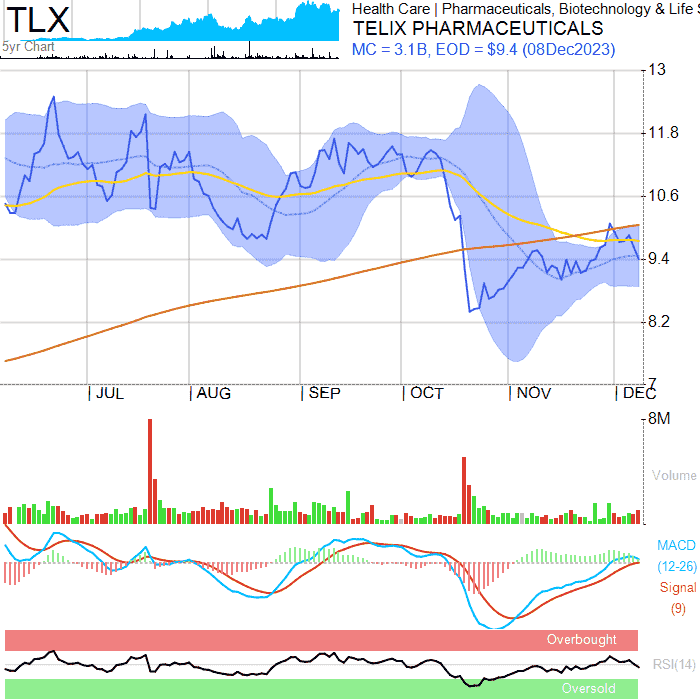 TLX
5yr Chart
Health Care | Pharmaceuticals, Biotechnology & Life S
TELIX PHARMACEUTICALS
MC = 3.1B, EOD = $9.4 (08Dec2023)
13
11.8
10.6
9.4
8.2
7
| JUL | AUG | SEP | OCT | NOV | DEC
8M
Volume
MACD
(12-26)
Signal
(9)
Overbought
RSI(14)
Oversold